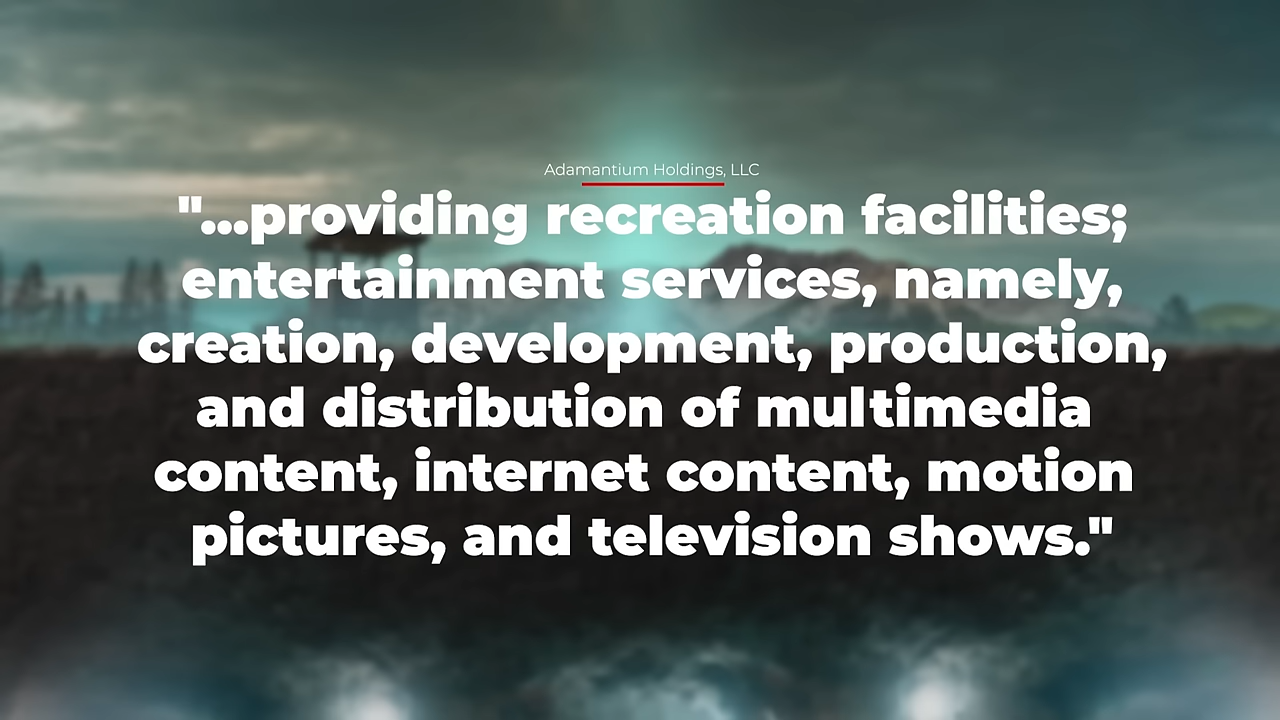 Adamantium Holdings, LLC
"...providing recreation facilities;
entertainment services, namely,
creation, development, production,
and distribution of multimedia
content, internet content, motion
pictures, and television shows."